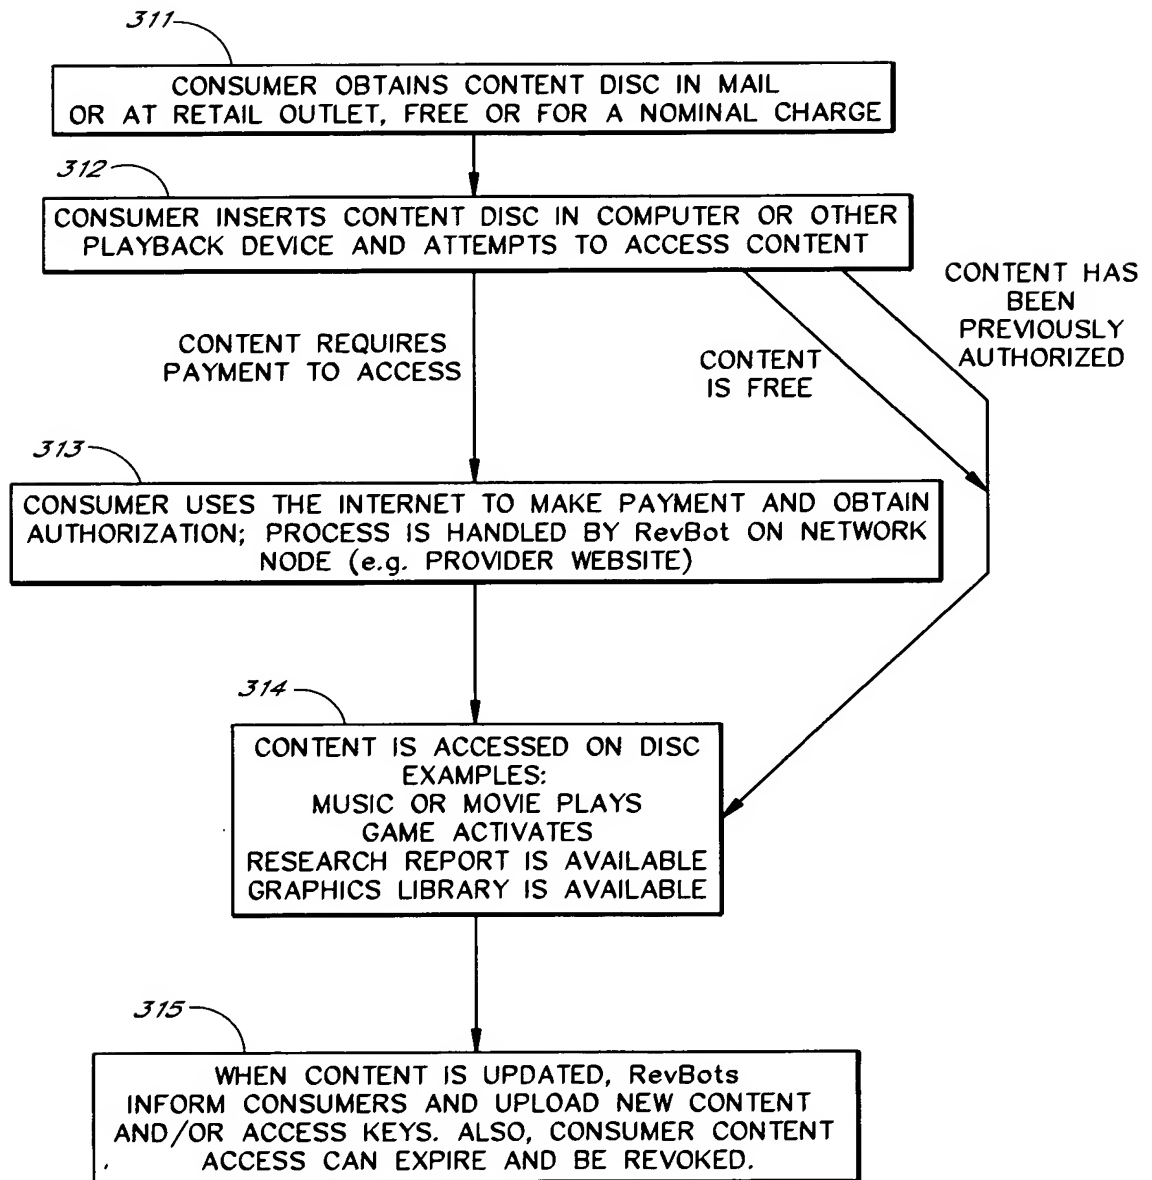 311
CONSUMER OBTAINS CONTENT DISC IN MAIL
OR AT RETAIL OUTLET, FREE OR FOR A NOMINAL CHARGE
312
CONSUMER INSERTS CONTENT DISC IN COMPUTER OR OTHER
PLAYBACK DEVICE AND ATTEMPTS TO ACCESS CONTENT
CONTENT REQUIRES
PAYMENT TO ACCESS
CONTENT
IS FREE
CONTENT HAS
BEEN
PREVIOUSLY
AUTHORIZED
313
CONSUMER USES THE INTERNET TO MAKE PAYMENT AND OBTAIN
AUTHORIZATION; PROCESS IS HANDLED BY RevBot ON NETWORK
NODE (e.g. PROVIDER WEBSITE)
314
CONTENT IS ACCESSED ON DISC
EXAMPLES:
MUSIC OR MOVIE PLAYS
GAME ACTIVATES
RESEARCH REPORT IS AVAILABLE
GRAPHICS LIBRARY IS AVAILABLE
315
WHEN CONTENT IS UPDATED, RevBots
INFORM CONSUMERS AND UPLOAD NEW CONTENT
AND/OR ACCESS KEYS. ALSO, CONSUMER CONTENT
ACCESS CAN EXPIRE AND BE REVOKED.